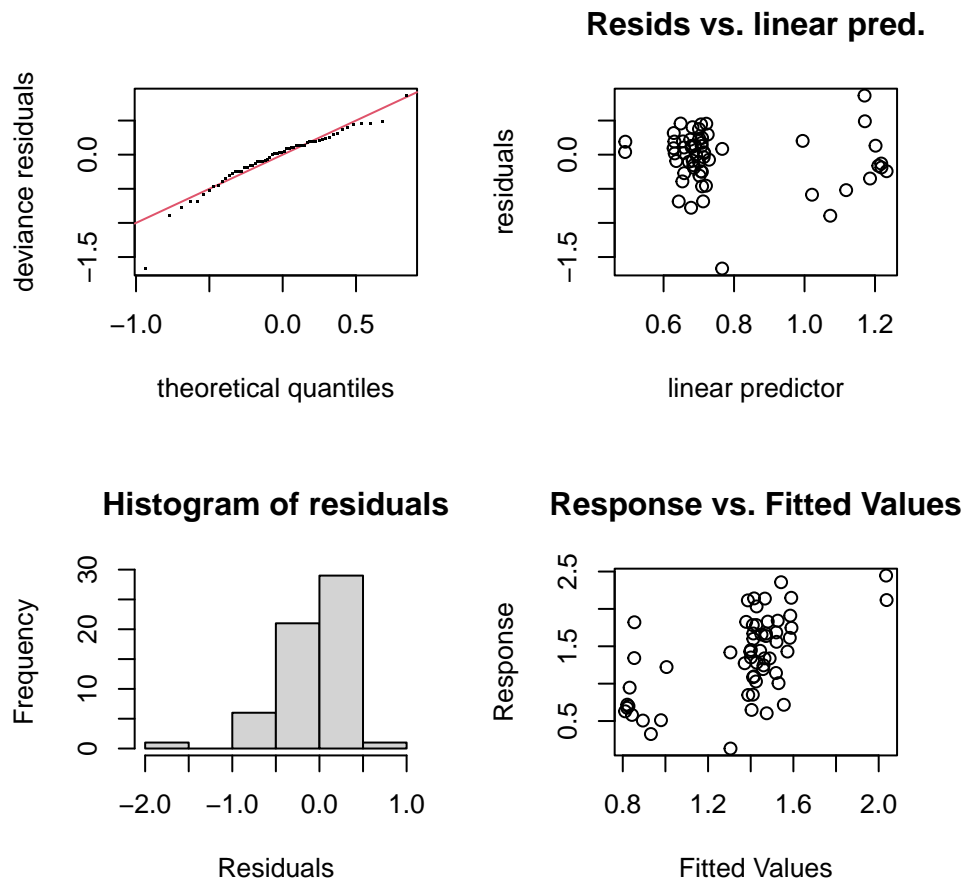 deviance residuals
0.0
−1.5
−1.0
0.0
0.5
theoretical quantiles
Resids vs. linear pred.
residuals
0.0
−1.5
0.6
0.8
1.0
1.2
linear predictor
Histogram of residuals
Frequency
30
20
10
0
−2.0
−1.0
0.0
1.0
Residuals
Response vs. Fitted Values
Response
2.5
1.5
0.5
0.8
1.2
1.6
2.0
Fitted Values